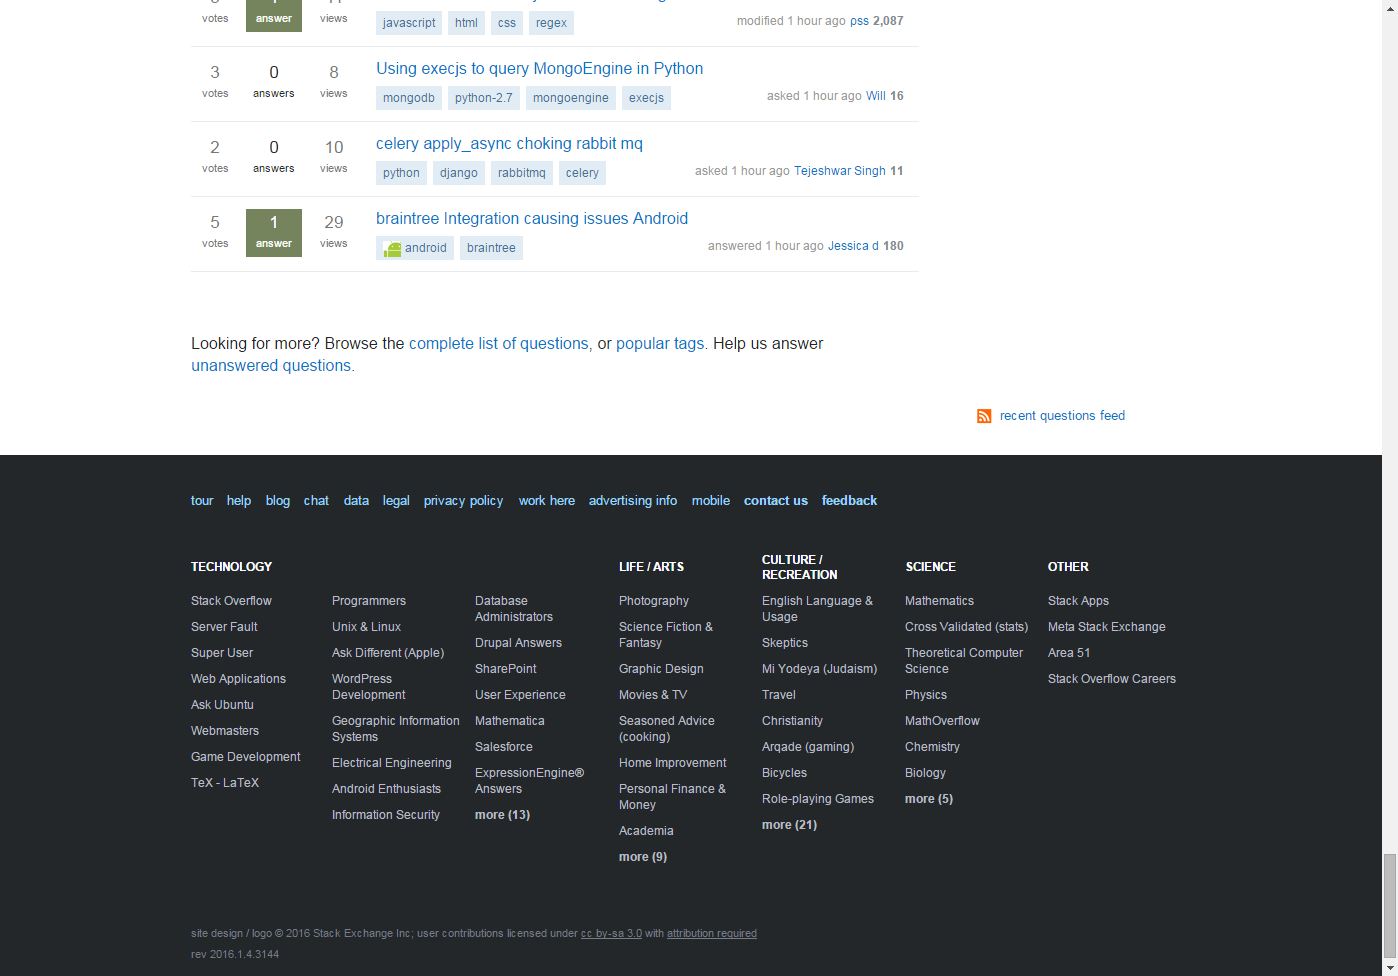 votes answer views
javascript html css regex modified 1 hour ago ρss 2,087
3 0 8 Using execjs to query MongoEngine in Python
votes answers views mongodb python-2.7 mongoengine execjs asked 1 hour ago Will 16
2 0 10 celery apply_async choking rabbit mq
votes answers views python django rabbitmq celery asked 1 hour ago Tejeshwar Singh 11
5 1 29 braintree Integration causing issues Android
votes answer views android braintree answered 1 hour ago Jessica d 180
Looking for more? Browse the complete list of questions, or popular tags. Help us answer
unanswered questions.
recent questions feed
tour help blog chat data legal privacy policy work here advertising info mobile contact us feedback
TECHNOLOGY
Stack Overflow
Server Fault
Super User
Web Applications
Ask Ubuntu
Webmasters
Game Development
TeX - LaTeX
Programmers
Unix & Linux
Ask Different (Apple)
WordPress
Development
Geographic Information
Systems
Electrical Engineering
Android Enthusiasts
Information Security
Database
Administrators
Drupal Answers
SharePoint
User Experience
Mathematica
Salesforce
ExpressionEngine®
Answers
more (13)
LIFE / ARTS
Photography
Science Fiction &
Fantasy
Graphic Design
Movies & TV
Seasoned Advice
(cooking)
Home Improvement
Personal Finance &
Money
Academia
more (9)
CULTURE /
RECREATION
English Language &
Usage
Skeptics
Mi Yodeya (Judaism)
Travel
Christianity
Arqade (gaming)
Bicycles
Role-playing Games
more (21)
SCIENCE
Mathematics
Cross Validated (stats)
Theoretical Computer
Science
Physics
MathOverflow
Chemistry
Biology
more (5)
OTHER
Stack Apps
Meta Stack Exchange
Area 51
Stack Overflow Careers
site design / logo © 2016 Stack Exchange Inc; user contributions licensed under cc by-sa 3.0 with attribution required
rev 2016.1.4.3144